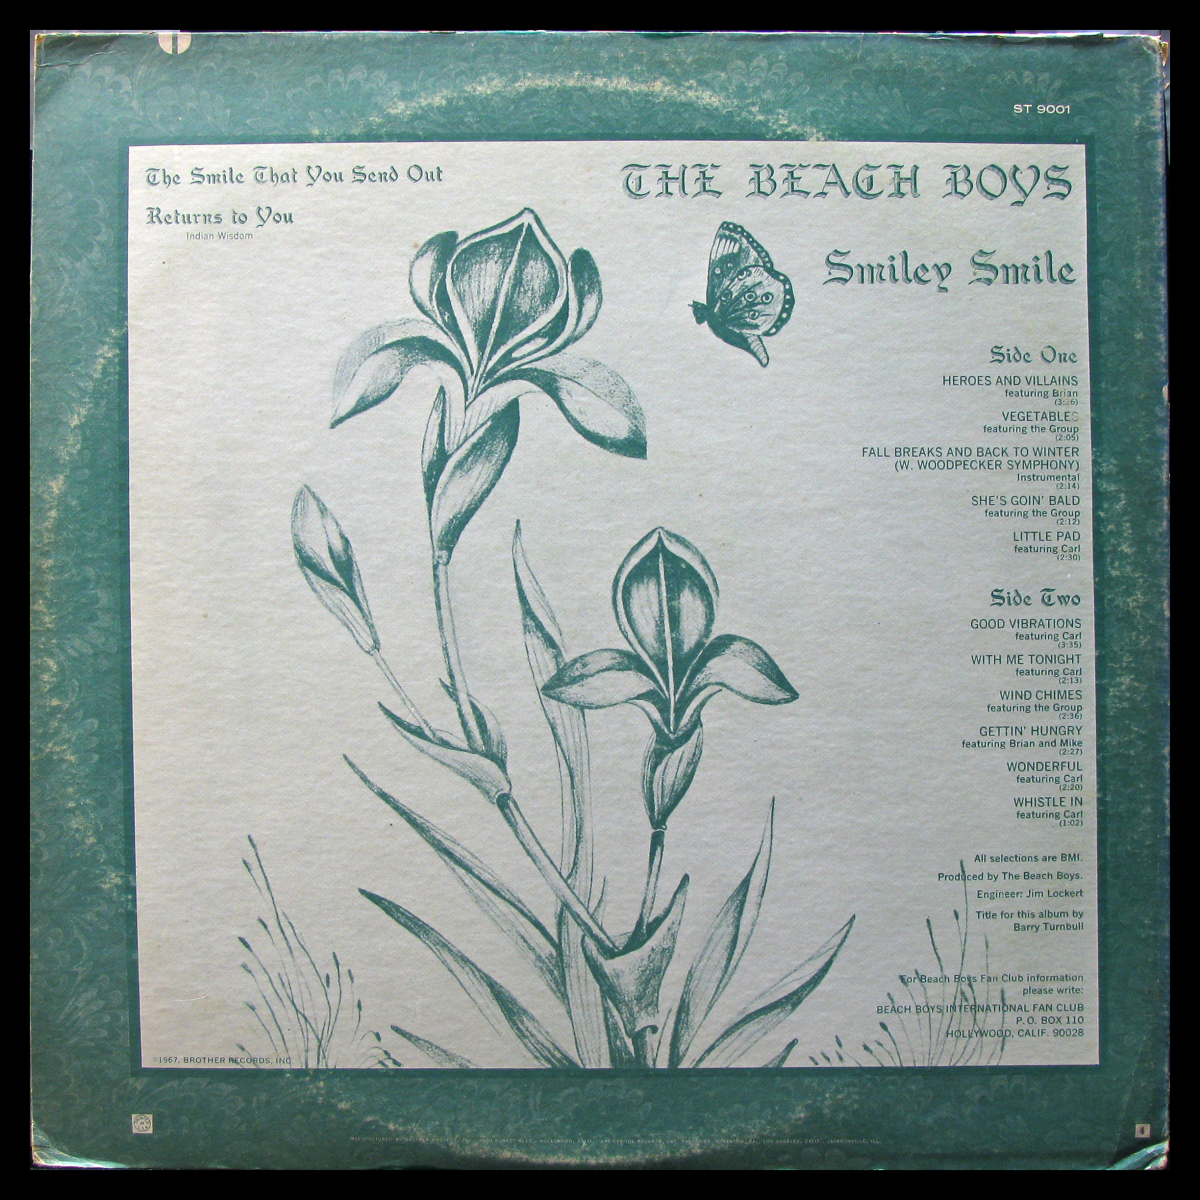 ST 9001
The Smile That You Send Out
Returns to You
Indian Wisdom
THE BEACH BOYS
Smiley Smile
Side One
HEROES AND VILLAINS
featuring Brian
VEGETABLES
featuring the Group
(2:05)
FALL BREAKS AND BACK TO WINTER
(W. WOODPECKER SYMPHONY)
Instrumental
(2:14)
SHE'S GOIN' BALD
featuring the Group
(2:12)
LITTLE PAD
featuring Carl
(2:30)
Side Two
GOOD VIBRATIONS
featuring Carl
(3:35)
WITH ME TONIGHT
featuring Carl
(2:13)
WIND CHIMES
featuring the Group
(2:36)
GETTIN' HUNGRY
featuring Brian and Mike
(2:27)
WONDERFUL
featuring Carl
(2:20)
WHISTLE IN
featuring Carl
(1:02)
All selections are BMI.
Produced by The Beach Boys.
Engineer: Jim Lockert
Title for this album by
Barry Turnbull
For Beach Boys Fan Club information
please write:
BEACH BOYS INTERNATIONAL FAN CLUB
P.O. BOX 110
HOLLYWOOD, CALIF. 90028
©1967, BROTHER RECORDS, INC.
4